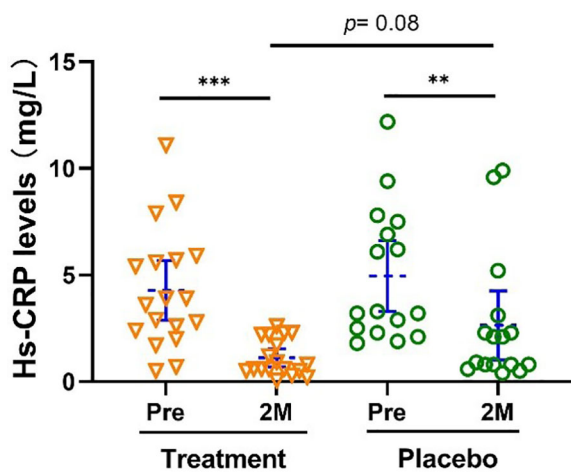 p= 0.08
15
***
**
10
5
0
Hs-CRP levels (mg/L)
Pre 2M Pre 2M
Treatment Placebo